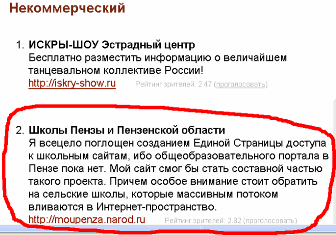 Некоммерческий
1. ИСКРЫ-ШОУ Эстрадный центр
Бесплатно разместить информацию о величайшем
танцевальном коллективе России!
http://iskry-show.ru Рейтинг зрителей: 2.47 (проголосовать)
2. Школы Пензы и Пензенской области
Я всецело поглощен созданием Единой Страницы доступа
к школьным сайтам, ибо общеобразовательного портала в
Пензе пока нет. Мой сайт мог бы стать составной частью
такого проекта. Причем особое внимание стоит обратить
на сельские школы, которые массивным потоком
вливаются в Интернет-пространство.
http://moupenza.narod.ru Рейтинг зрителей: 2.82 (проголосовать)